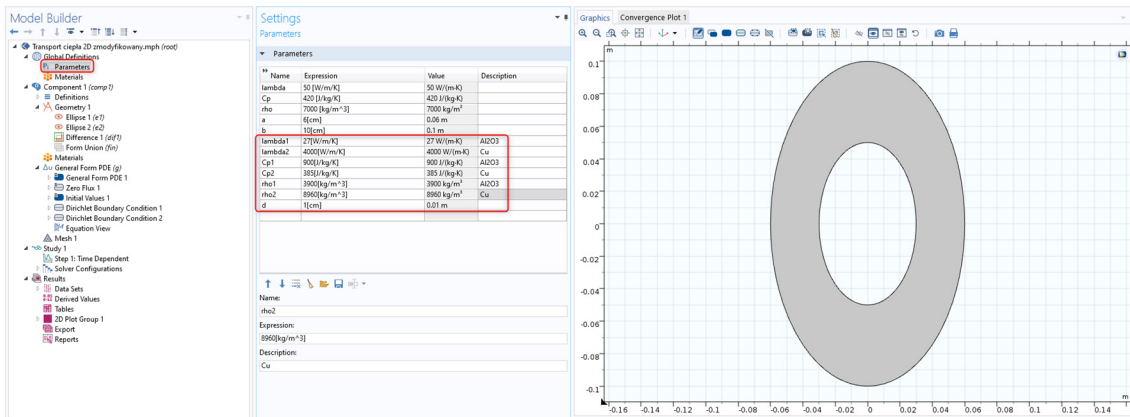 Model Builder
Transport ciepła 2D zmodyfikowany.mph (root)
Global Definitions
Pi Parameters
Materials
Component 1 (comp1)
Definitions
Geometry 1
Ellipse 1 (e1)
Ellipse 2 (e2)
Difference 1 (dif1)
Form Union (fin)
Materials
Δu General Form PDE (g)
General Form PDE 1
Zero Flux 1
Initial Values 1
Dirichlet Boundary Condition 1
Dirichlet Boundary Condition 2
Equation View
Mesh 1
Study 1
Step 1: Time Dependent
Solver Configurations
Results
Data Sets
Derived Values
Tables
2D Plot Group 1
Export
Reports
Settings
Parameters
Parameters
Name Expression Value Description
lambda 50 [W/m/K] 50 W/(m·K)
Cp 420 [J/kg/K] 420 J/(kg·K)
rho 7000 [kg/m^3] 7000 kg/m³
a 6[cm] 0.06 m
b 10[cm] 0.1 m
lambda1 27[W/m/K] 27 W/(m·K) Al2O3
lambda2 4000[W/m/K] 4000 W/(m·K) Cu
Cp1 900[J/kg/K] 900 J/(kg·K) Al2O3
Cp2 385[J/kg/K] 385 J/(kg·K) Cu
rho1 3900[kg/m^3] 3900 kg/m³ Al2O3
rho2 8960[kg/m^3] 8960 kg/m³ Cu
d 1[cm] 0.01 m
Name:
rho2
Expression:
8960[kg/m^3]
Description:
Cu
Graphics Convergence Plot 1
m
0.1
0.08
0.06
0.04
0.02
0
-0.02
-0.04
-0.06
-0.08
-0.1
m
-0.16 -0.14 -0.12 -0.1 -0.08 -0.06 -0.04 -0.02 0 0.02 0.04 0.06 0.08 0.1 0.12 0.14